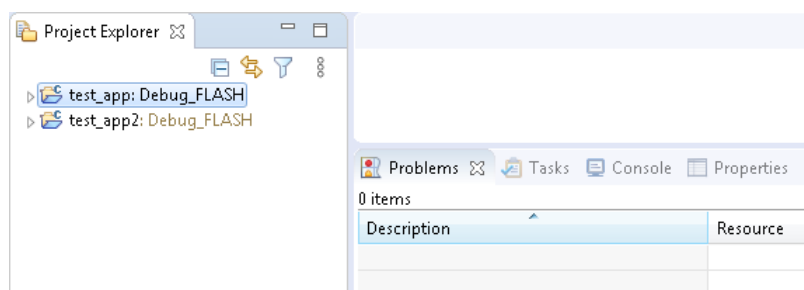 Project Explorer
test_app: Debug_FLASH
test_app2: Debug_FLASH
Problems Tasks Console Properties
0 items
Description Resource